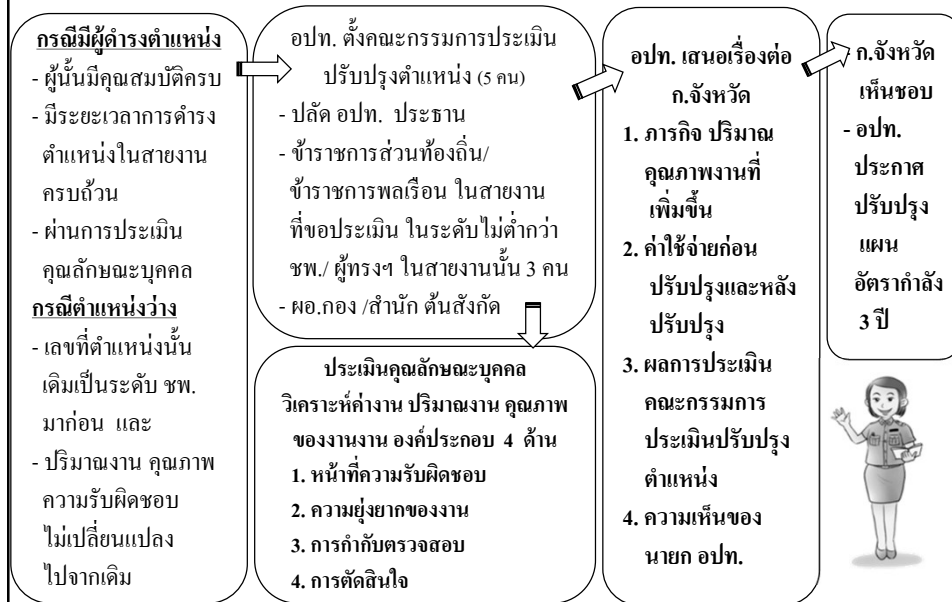 กรณีมีผู้ดำรงตำแหน่ง
- ผู้นั้นมีคุณสมบัติครบ
- มีระยะเวลาการดำรง
ตำแหน่งในสายงาน
ครบถ้วน
- ผ่านการประเมิน
คุณลักษณะบุคคล
กรณีตำแหน่งว่าง
- เลขที่ตำแหน่งนั้น
เดิมเป็นระดับ ชพ.
มาก่อน และ
- ปริมาณงาน คุณภาพ
ความรับผิดชอบ
ไม่เปลี่ยนแปลง
ไปจากเดิม
อปท. ตั้งคณะกรรมการประเมิน
ปรับปรุงตำแหน่ง (5 คน)
- ปลัด อปท. ประธาน
- ข้าราชการส่วนท้องถิ่น/
ข้าราชการพลเรือน ในสายงาน
ที่ขอประเมิน ในระดับไม่ต่ำกว่า
ชพ./ ผู้ทรงฯ ในสายงานนั้น 3 คน
- ผอ.กอง /สำนัก ต้นสังกัด
ประเมินคุณลักษณะบุคคล
วิเคราะห์ค่างาน ปริมาณงาน คุณภาพ
ของงานงาน องค์ประกอบ 4 ด้าน
1. หน้าที่ความรับผิดชอบ
2. ความยุ่งยากของงาน
3. การกำกับตรวจสอบ
4. การตัดสินใจ
อปท. เสนอเรื่องต่อ
ก.จังหวัด
1. ภารกิจ ปริมาณ
คุณภาพงานที่
เพิ่มขึ้น
2. ค่าใช้จ่ายก่อน
ปรับปรุงและหลัง
ปรับปรุง
3. ผลการประเมิน
คณะกรรมการ
ประเมินปรับปรุง
ตำแหน่ง
4. ความเห็นของ
นายก อปท.
- ก.จังหวัด
เห็นชอบ
- อปท.
ประกาศ
ปรับปรุง
แผน
อัตรากำลัง
3 ปี